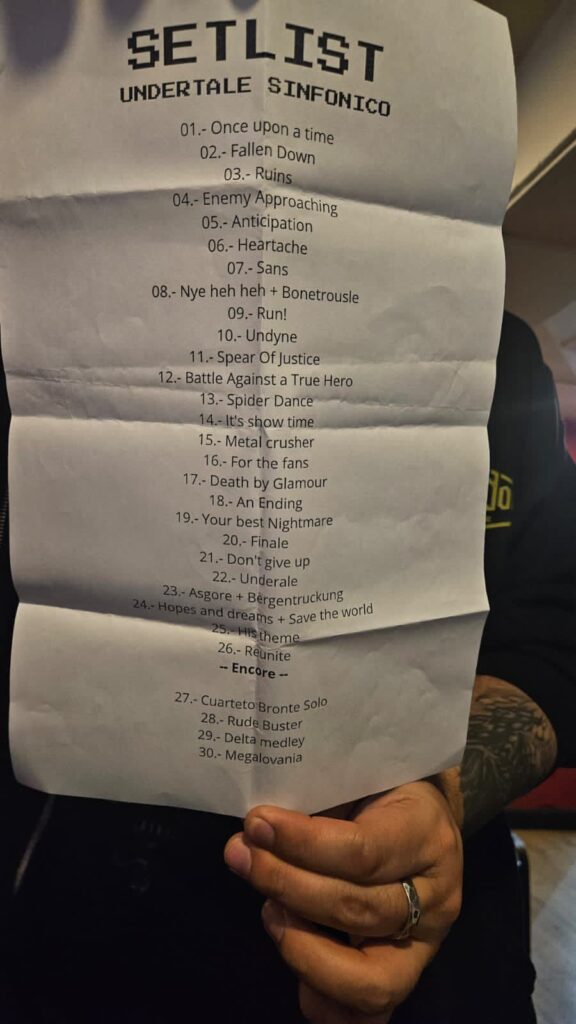 SETLIST
UNDERTALE SINFONICO
01.- Once upon a time
02.- Fallen Down
03.- Ruins
04.- Enemy Approaching
05.- Anticipation
06.- Heartache
07.- Sans
08.- Nye heh heh + Bonetrousle
09.- Run!
10.- Undyne
11.- Spear Of Justice
12.- Battle Against a True Hero
13.- Spider Dance
14.- It's show time
15.- Metal crusher
16.- For the fans
17.- Death by Glamour
18.- An Ending
19.- Your best Nightmare
20.- Finale
21.- Don't give up
22.- Underale
23.- Asgore + Bergentruckung
24.- Hopes and dreams + Save the world
25.- His theme
26.- Reunite
-- Encore --
27.- Cuarteto Bronte Solo
28.- Rude Buster
29.- Delta medley
30.- Megalovania